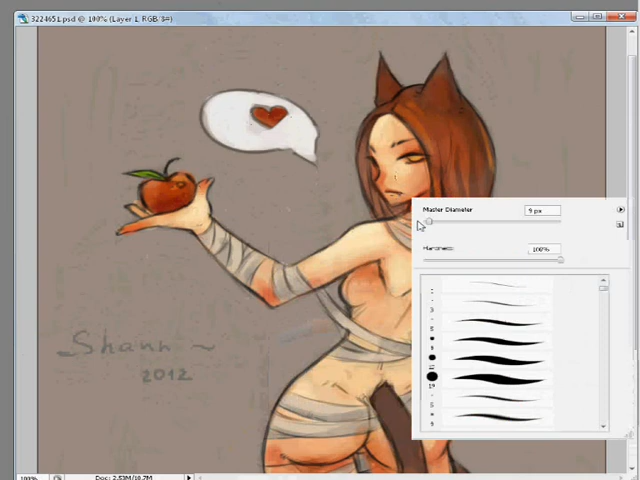 3224651.psd @ 100% (Layer 1, RGB/8#)
Master Diameter
9 px
Hardness:
100%
Shann ~
2012
100%
Doc: 2.53M/10.7M